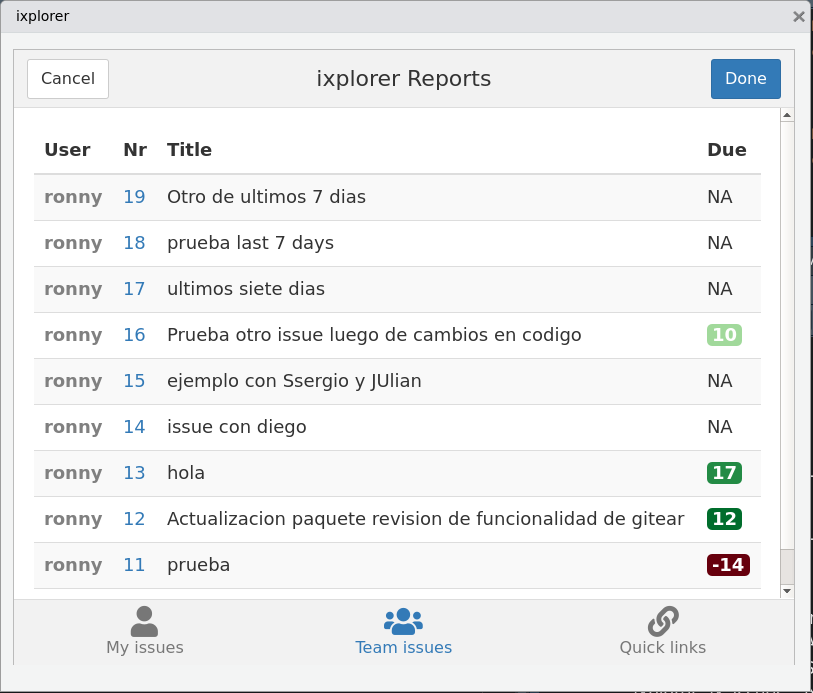 ixplorer
Cancel ixplorer Reports Done
User Nr Title Due
ronny 19 Otro de ultimos 7 dias NA
ronny 18 prueba last 7 days NA
ronny 17 ultimos siete dias NA
ronny 16 Prueba otro issue luego de cambios en codigo 10
ronny 15 ejemplo con Ssergio y JUlian NA
ronny 14 issue con diego NA
ronny 13 hola 17
ronny 12 Actualizacion paquete revision de funcionalidad de gitear 12
ronny 11 prueba -14
My issues Team issues Quick links